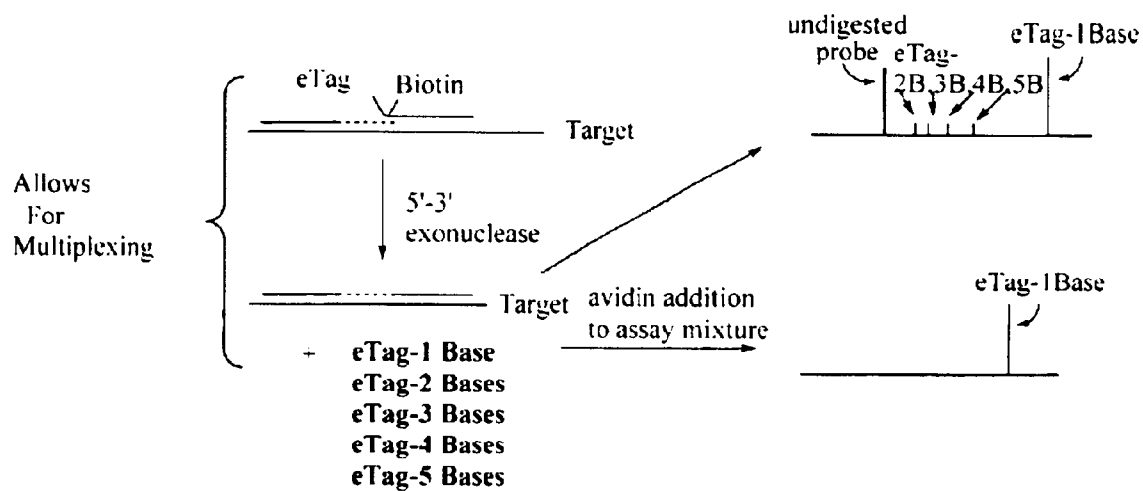 undigested
probe
eTag-
eTag-1Base
2B,3B,4B,5B
eTag
Biotin
Target
Allows
For
Multiplexing
5'-3'
exonuclease
Target
avidin addition
to assay mixture
eTag-1Base
+ eTag-1 Base
eTag-2 Bases
eTag-3 Bases
eTag-4 Bases
eTag-5 Bases